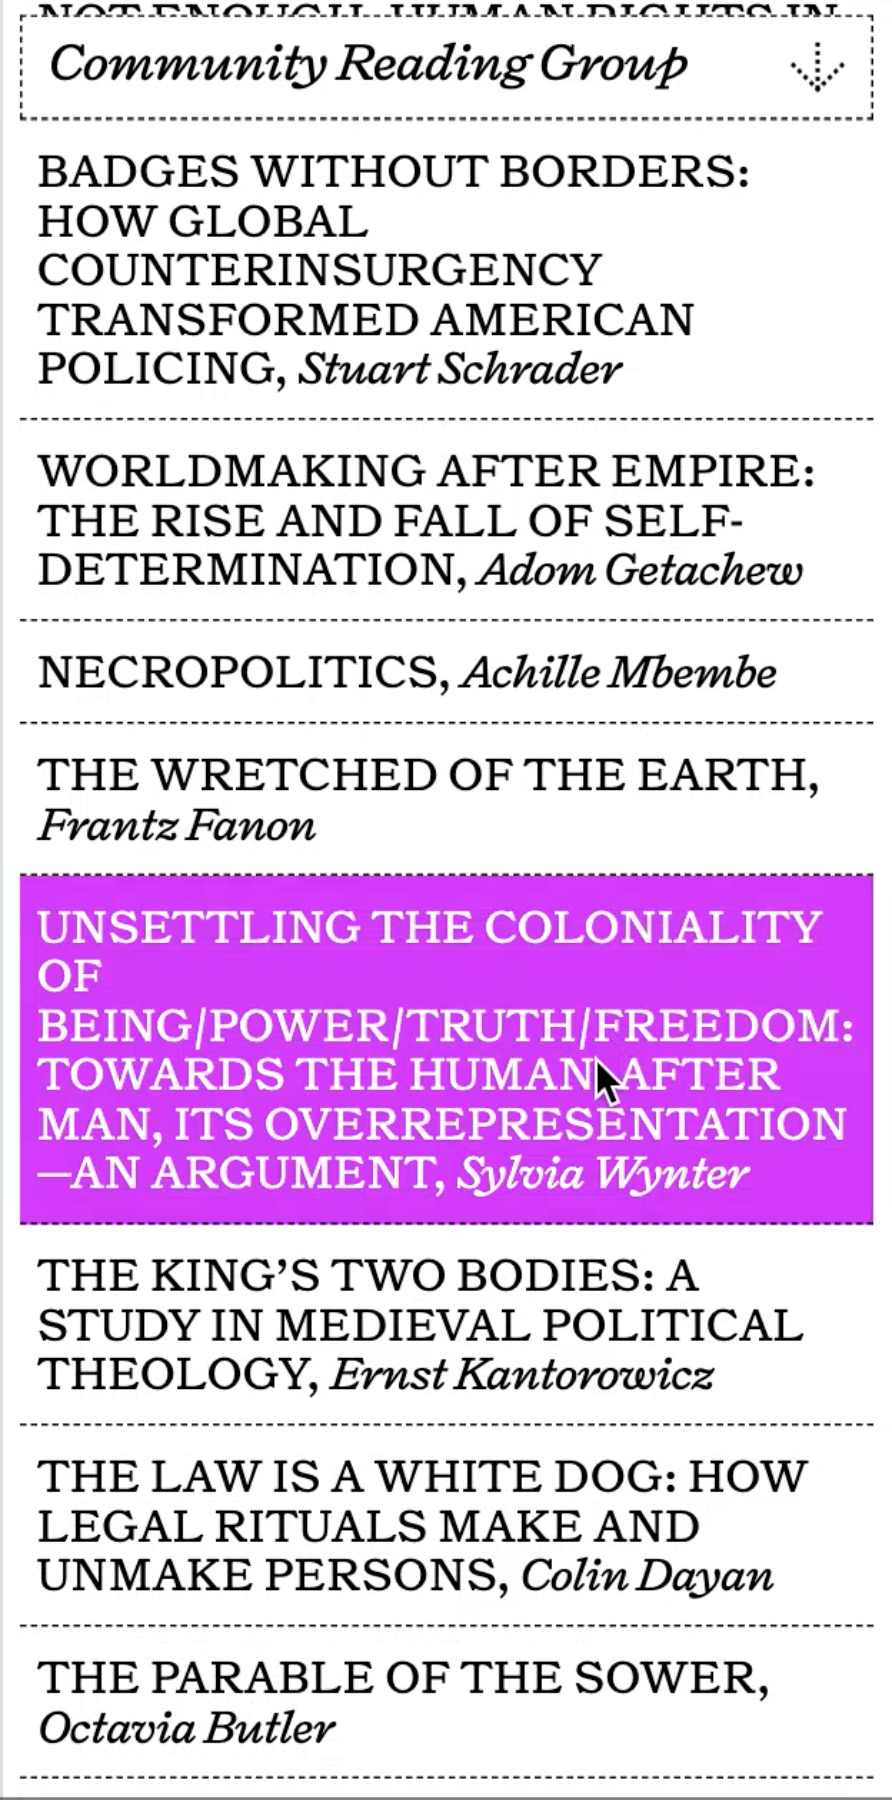 NOT ENOUGH: HUMAN RIGHTS IN
Community Reading Group
BADGES WITHOUT BORDERS:
HOW GLOBAL
COUNTERINSURGENCY
TRANSFORMED AMERICAN
POLICING, Stuart Schrader
WORLDMAKING AFTER EMPIRE:
THE RISE AND FALL OF SELF-
DETERMINATION, Adom Getachew
NECROPOLITICS, Achille Mbembe
THE WRETCHED OF THE EARTH,
Frantz Fanon
UNSETTLING THE COLONIALITY
OF
BEING/POWER/TRUTH/FREEDOM:
TOWARDS THE HUMAN, AFTER
MAN, ITS OVERREPRESENTATION
—AN ARGUMENT, Sylvia Wynter
THE KING’S TWO BODIES: A
STUDY IN MEDIEVAL POLITICAL
THEOLOGY, Ernst Kantorowicz
THE LAW IS A WHITE DOG: HOW
LEGAL RITUALS MAKE AND
UNMAKE PERSONS, Colin Dayan
THE PARABLE OF THE SOWER,
Octavia Butler